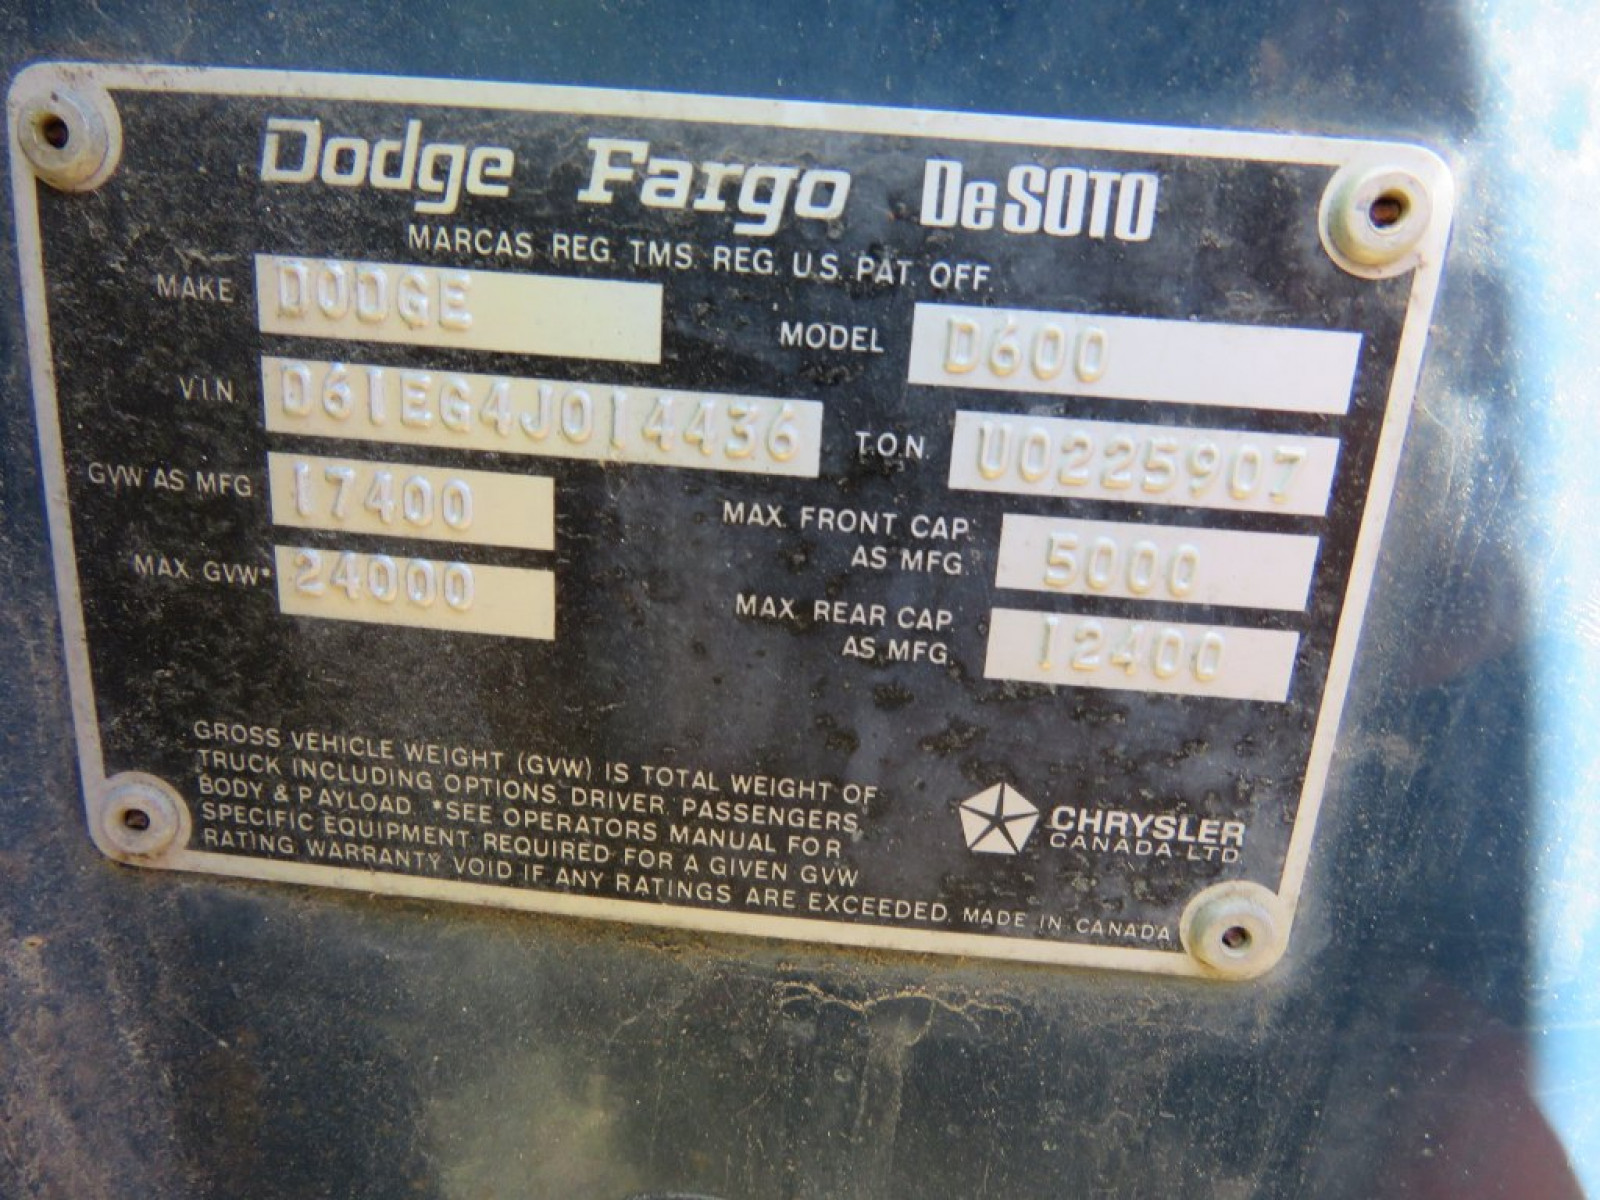 Dodge Fargo DeSOTO
MARCAS REG. TMS. REG. U.S. PAT. OFF.
MAKE DODGE MODEL D600
V.I.N. D61EG4J014436 T.O.N. U0225907
GVW AS MFG 17400 MAX. FRONT CAP. AS MFG. 5000
MAX. GVW* 24000 MAX. REAR CAP. AS MFG. 12400
GROSS VEHICLE WEIGHT (GVW) IS TOTAL WEIGHT OF
TRUCK INCLUDING OPTIONS, DRIVER, PASSENGERS,
BODY & PAYLOAD. *SEE OPERATORS MANUAL FOR
SPECIFIC EQUIPMENT REQUIRED FOR A GIVEN GVW
RATING WARRANTY VOID IF ANY RATINGS ARE EXCEEDED. MADE IN CANADA
CHRYSLER
CANADA LTD.